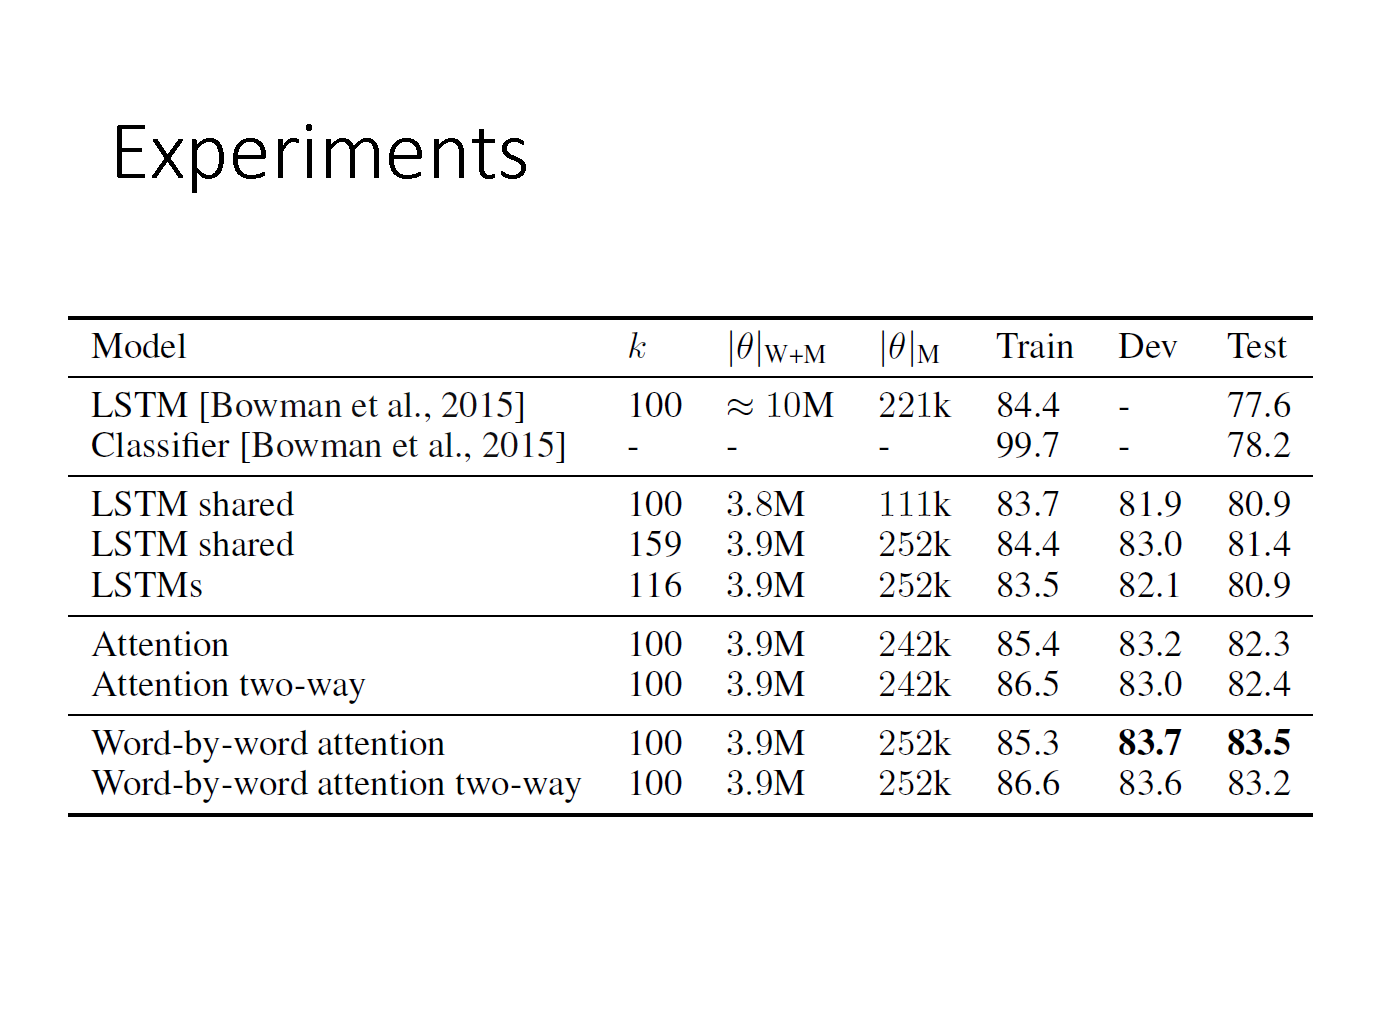 Experiments
Model k |θ|W+M |θ|M Train Dev Test
LSTM [Bowman et al., 2015] 100 ≈ 10M 221k 84.4 - 77.6
Classifier [Bowman et al., 2015] - - - 99.7 - 78.2
LSTM shared 100 3.8M 111k 83.7 81.9 80.9
LSTM shared 159 3.9M 252k 84.4 83.0 81.4
LSTMs 116 3.9M 252k 83.5 82.1 80.9
Attention 100 3.9M 242k 85.4 83.2 82.3
Attention two-way 100 3.9M 242k 86.5 83.0 82.4
Word-by-word attention 100 3.9M 252k 85.3 83.7 83.5
Word-by-word attention two-way 100 3.9M 252k 86.6 83.6 83.2